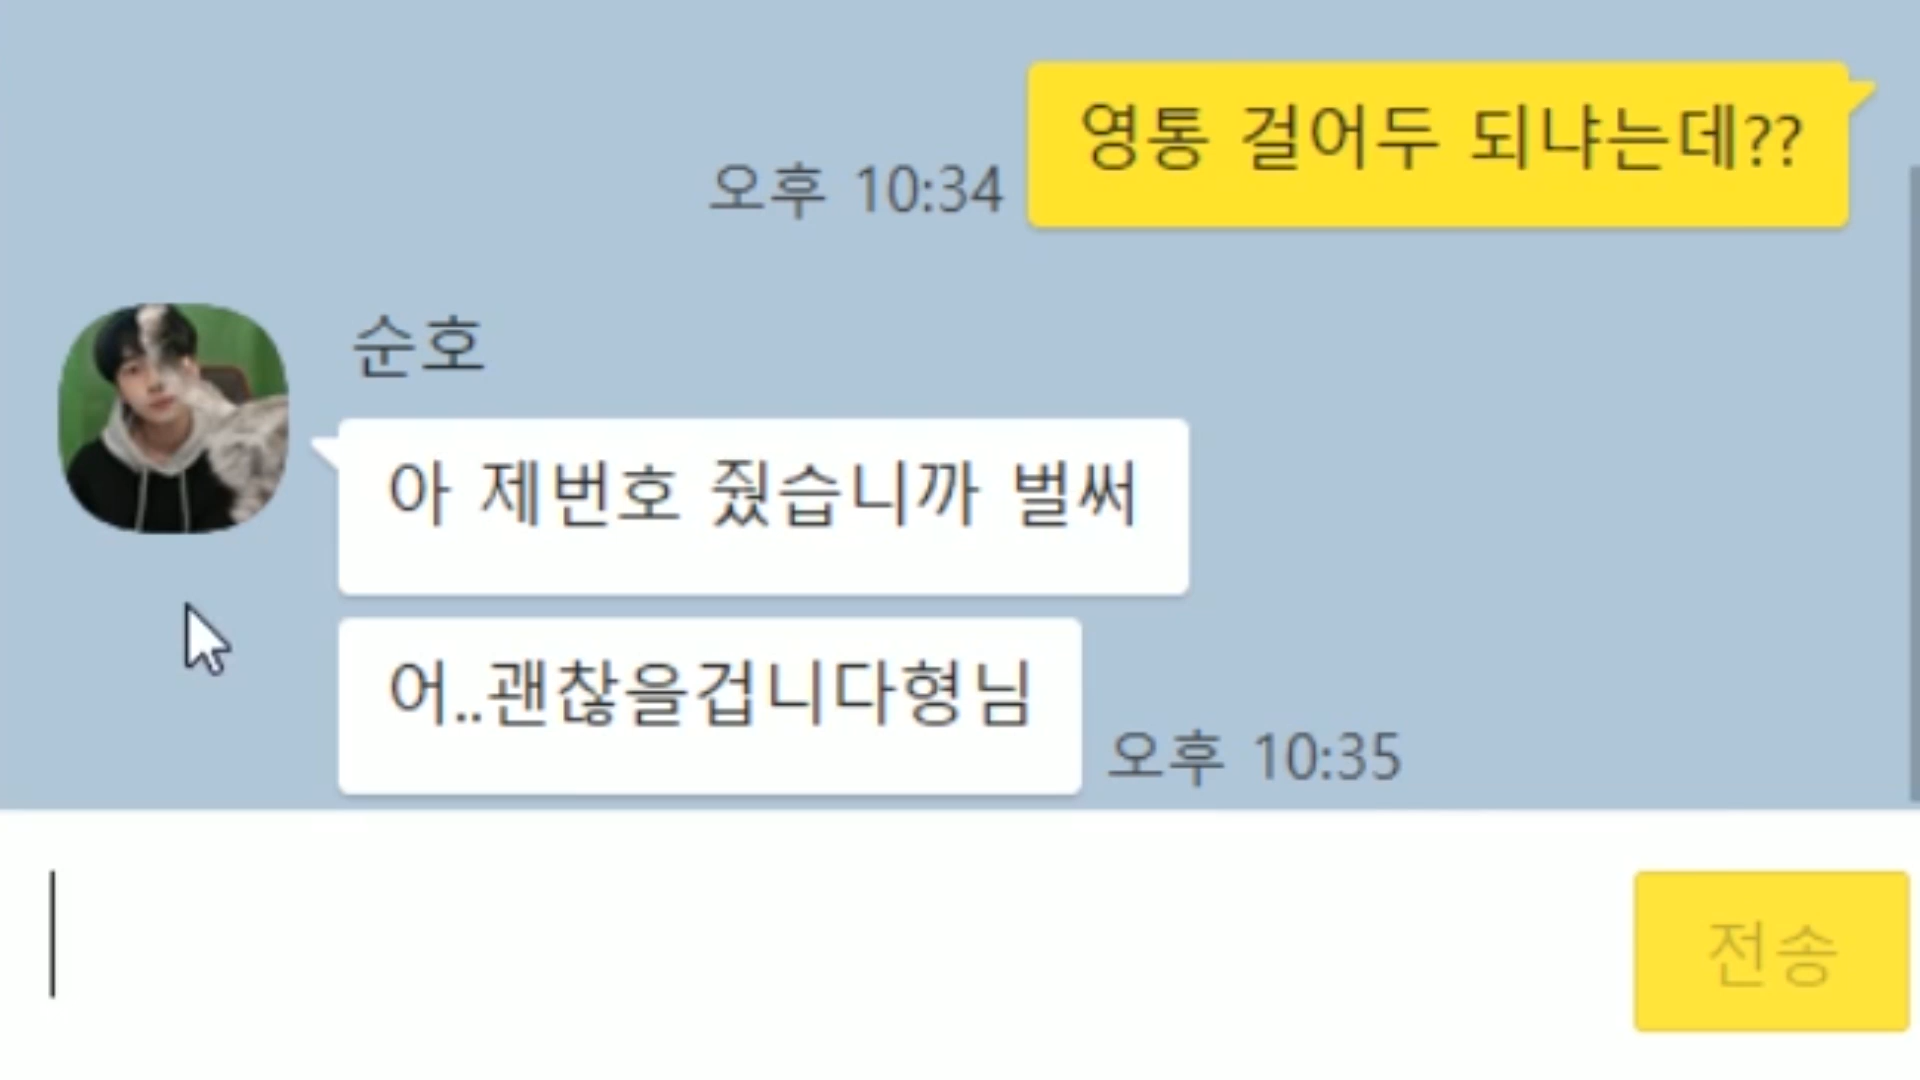 영통 걸어두 되냐는데??
오후 10:34
순호
아 제번호 줬습니까 벌써
어..괜찮을겁니다형님
오후 10:35
전송